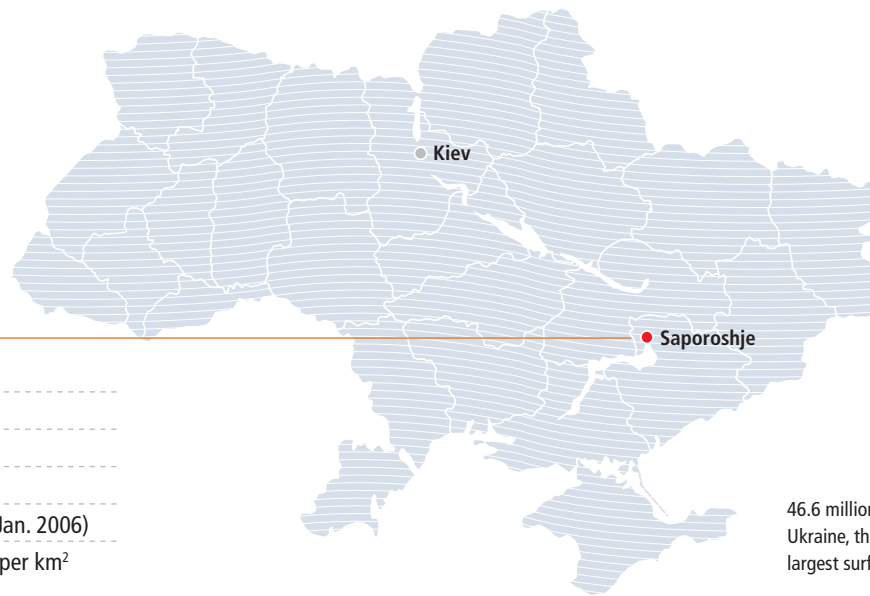 Kiev
Saporoshje
Jan. 2006)
per km²
46.6 million
Ukraine, th
largest surf